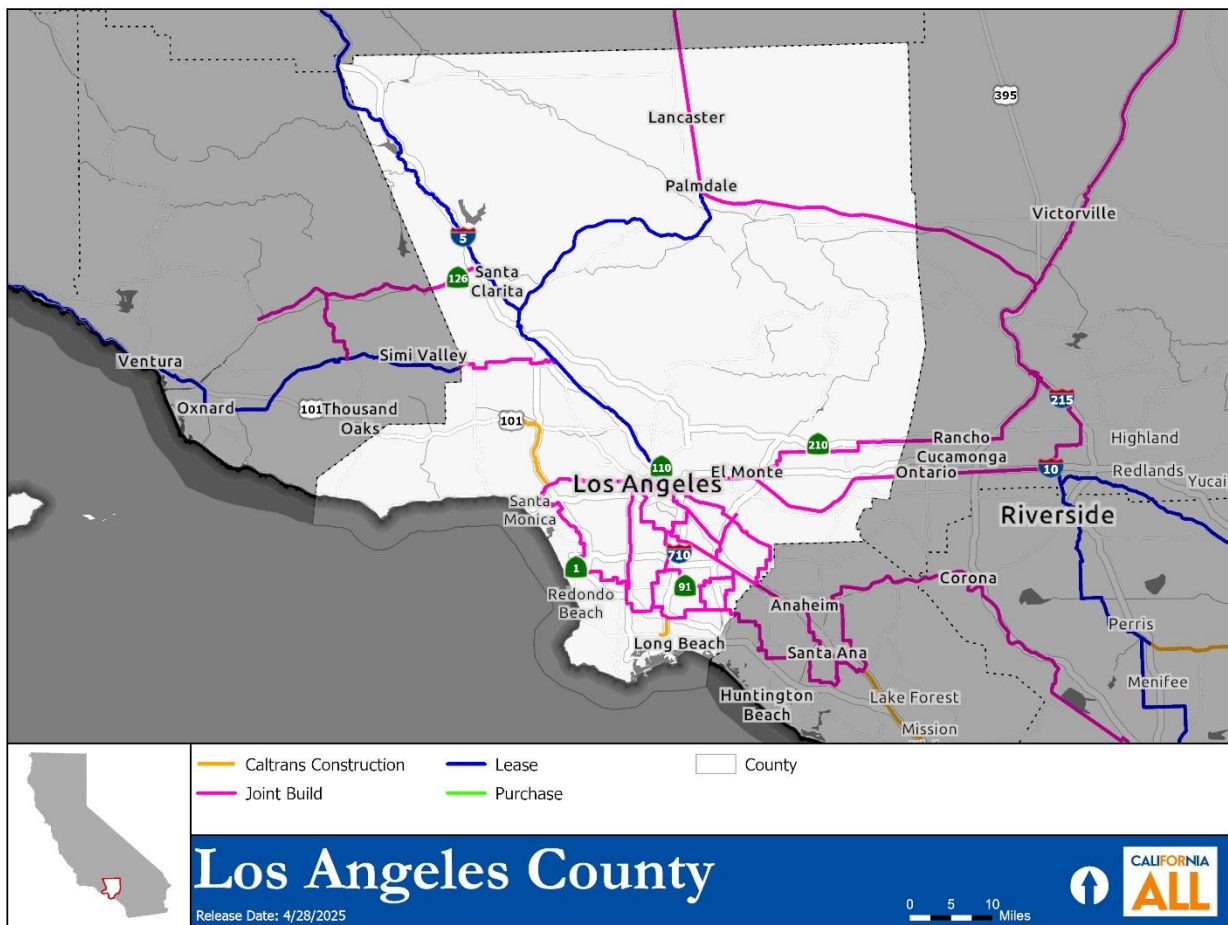 395
Lancaster
Palmdale
Victorville
5
126
Santa
Clarita
Ventura
Simi Valley
Oxnard
101
Thousand
Oaks
101
215
210
Rancho
Cucamonga
Highland
110
El Monte
Ontario
10
Redlands
Yucai
Los Angeles
Santa
Monica
Riverside
710
1
91
Redondo
Beach
Anaheim
Corona
Long Beach
Santa Ana
Perris
Huntington
Beach
Lake Forest
Menifee
Mission
Caltrans Construction
Lease
County
Joint Build
Purchase
Los Angeles County
Release Date: 4/28/2025
0 5 10
Miles
CALIFORNIA
ALL